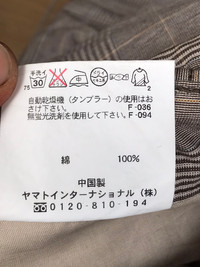 手洗イ
30
75
2
自動乾燥機（タンブラー）の使用はお
さけ下さい。 F-036
無蛍光洗剤を使用して下さい。F-094
綿 100%
中国製
ヤマトインターナショナル（株）
0120-810-194